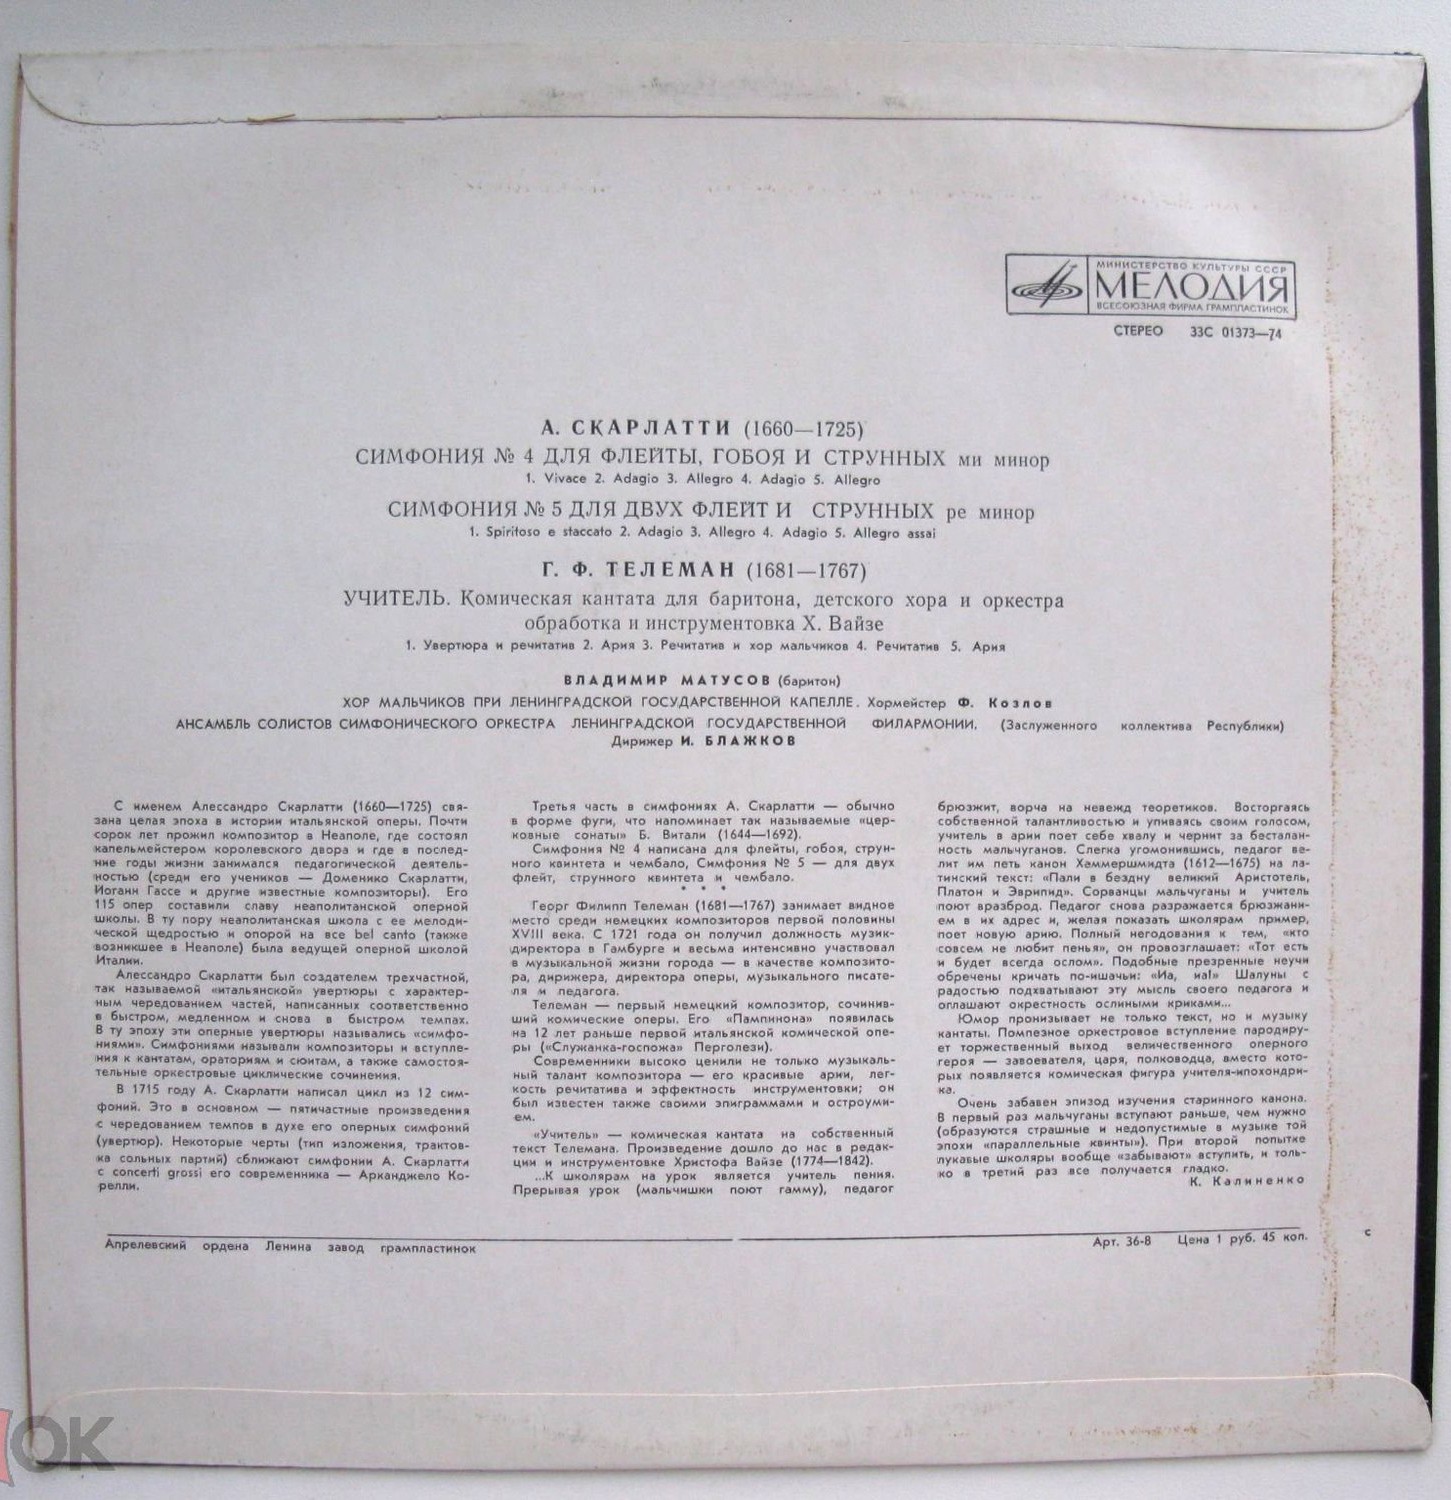 МИНИСТЕРСТВО КУЛЬТУРЫ СССР
МЕЛОДИЯ
ВСЕСОЮЗНАЯ ФИРМА ГРАМПЛАСТИНОК
СТЕРЕО 33С 01373—74
А. СКАРЛАТТИ (1660—1725)
СИМФОНИЯ № 4 ДЛЯ ФЛЕЙТЫ, ГОБОЯ И СТРУННЫХ ми минор
1. Vivace 2. Adagio 3. Allegro 4. Adagio 5. Allegro
СИМФОНИЯ № 5 ДЛЯ ДВУХ ФЛЕЙТ И СТРУННЫХ ре минор
1. Spiritoso e staccato 2. Adagio 3. Allegro 4. Adagio 5. Allegro assai
Г. Ф. ТЕЛЕМАН (1681—1767)
УЧИТЕЛЬ. Комическая кантата для баритона, детского хора и оркестра
обработка и инструментовка Х. Вайзе
1. Увертюра и речитатив 2. Ария 3. Речитатив и хор мальчиков 4. Речитатив 5. Ария
ВЛАДИМИР МАТУСОВ (баритон)
ХОР МАЛЬЧИКОВ ПРИ ЛЕНИНГРАДСКОЙ ГОСУДАРСТВЕННОЙ КАПЕЛЛЕ. Хормейстер Ф. Козлов
АНСАМБЛЬ СОЛИСТОВ СИМФОНИЧЕСКОГО ОРКЕСТРА ЛЕНИНГРАДСКОЙ ГОСУДАРСТВЕННОЙ ФИЛАРМОНИИ. (Заслуженного коллектива Республики)
Дирижер И. БЛАЖКОВ
С именем Алессандро Скарлатти (1660—1725) свя-
зана целая эпоха в истории итальянской оперы. Почти
сорок лет прожил композитор в Неаполе, где состоял
капельмейстером королевского двора и где в послед-
ние годы жизни занимался педагогической деятель-
ностью (среди его учеников — Доменико Скарлатти,
Иоганн Гассе и другие известные композиторы). Его
115 опер составили славу неаполитанской оперной
школы. В ту пору неаполитанская школа с ее мелоди-
ческой щедростью и опорой на все bel canto (также
возникшее в Неаполе) была ведущей оперной школой
Италии.
Алессандро Скарлатти был создателем трехчастной,
так называемой «итальянской» увертюры с характер-
ным чередованием частей, написанных соответственно
в быстром, медленном и снова в быстром темпах.
В ту эпоху эти оперные увертюры назывались «симфо-
ниями». Симфониями называли композиторы и вступле-
ния к кантатам, ораториям и сюитам, а также самостоя-
тельные оркестровые циклические сочинения.
В 1715 году А. Скарлатти написал цикл из 12 сим-
фоний. Это в основном — пятичастные произведения
с чередованием темпов в духе его оперных симфоний
(увертюр). Некоторые черты (тип изложения, трактов-
ка сольных партий) сближают симфонии А. Скарлатти
с concerti grossi его современника — Арканджело Ко-
релли.
Третья часть в симфониях А. Скарлатти — обычно
в форме фуги, что напоминает так называемые «цер-
ковные сонаты» Б. Витали (1644—1692).
Симфония № 4 написана для флейты, гобоя, струн-
ного квинтета и чембало, Симфония № 5 — для двух
флейт, струнного квинтета и чембало.
* * *
Георг Филипп Телеман (1681—1767) занимает видное
место среди немецких композиторов первой половины
XVIII века. С 1721 года он получил должность музик-
директора в Гамбурге и весьма интенсивно участвовал
в музыкальной жизни города — в качестве композито-
ра, дирижера, директора оперы, музыкального писате-
ля и педагога.
Телеман — первый немецкий композитор, сочинив-
ший комические оперы. Его «Пампинона» появилась
на 12 лет раньше первой итальянской комической опе-
ры («Служанка-госпожа» Перголези).
Современники высоко ценили не только музыкаль-
ный талант композитора — его красивые арии, лег-
кость речитатива и эффектность инструментовки; он
был известен также своими эпиграммами и остроуми-
ем.
«Учитель» — комическая кантата на собственный
текст Телемана. Произведение дошло до нас в редак-
ции и инструментовке Христофа Вайзе (1774—1842).
...К школярам на урок является учитель пения.
Прерывая урок (мальчишки поют гамму), педагог
брюзжит, ворча на невежд теоретиков. Восторгаясь
собственной талантливостью и упиваясь своим голосом,
учитель в арии поет себе хвалу и чернит за бесталан-
ность мальчуганов. Слегка угомонившись, педагог ве-
лит им петь канон Хаммершмидта (1612—1675) на ла-
тинский текст: «Пали в бездну великий Аристотель,
Платон и Эврипид». Сорванцы мальчуганы и учитель
поют вразброд. Педагог снова разражается брюзжани-
ем в их адрес и, желая показать школярам пример,
поет новую арию. Полный негодования к тем, «кто
совсем не любит пенья», он провозглашает: «Тот есть
и будет всегда ослом». Подобные презренные неучи
обречены кричать по-ишачьи: «Иа, иа!» Шалуны с
радостью подхватывают эту мысль своего педагога и
оглашают окрестность ослиными криками...
Юмор пронизывает не только текст, но и музыку
кантаты. Помпезное оркестровое вступление пародиру-
ет торжественный выход величественного оперного
героя — завоевателя, царя, полководца, вместо кото-
рых появляется комическая фигура учителя-ипохондри-
ка.
Очень забавен эпизод изучения старинного канона.
В первый раз мальчуганы вступают раньше, чем нужно
(образуются страшные и недопустимые в музыке той
эпохи «параллельные квинты»). При второй попытке
лукавые школяры вообще «забывают» вступить, и толь-
ко в третий раз все получается гладко.
К. Калиненко
Апрелевский ордена Ленина завод грампластинок
Арт. 36-8 Цена 1 руб. 45 коп.
с
ОК